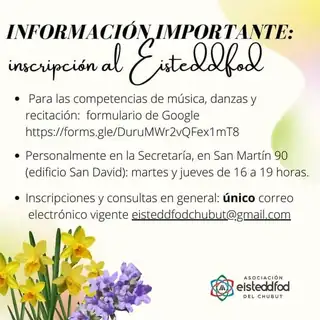 INFORMACIÓN IMPORTANTE:
inscripción al Eisteddfod
• Para las competencias de música, danzas y
recitación: formulario de Google
https://forms.gle/DuruMWr2vQFex1mT8
• Personalmente en la Secretaría, en San Martín 90
(edificio San David): martes y jueves de 16 a 19 horas.
• Inscripciones y consultas en general: único correo
electrónico vigente eisteddfodchubut@gmail.com
ASOCIACIÓN
eisteddfod
DEL CHUBUT